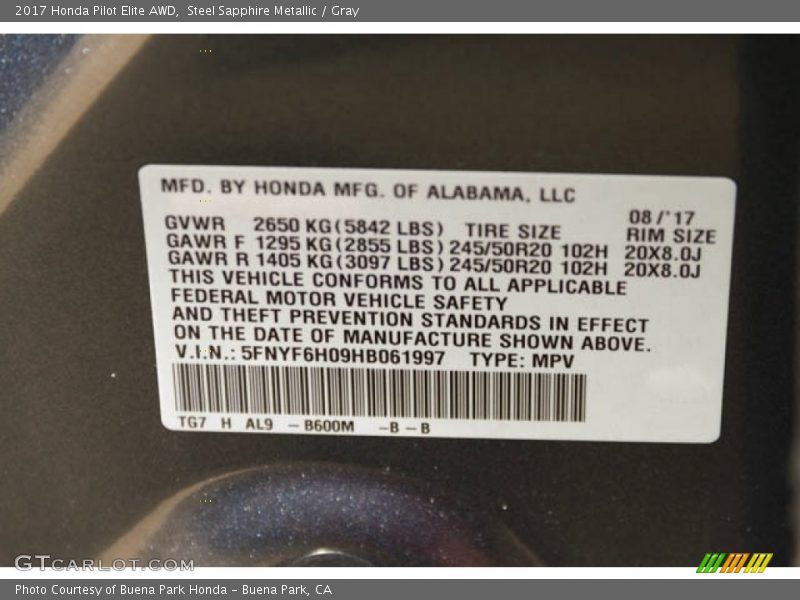 2017 Honda Pilot Elite AWD, Steel Sapphire Metallic / Gray
MFD. BY HONDA MFG. OF ALABAMA, LLC
08/'17
GVWR 2650 KG(5842 LBS) TIRE SIZE RIM SIZE
GAWR F 1295 KG(2855 LBS) 245/50R20 102H 20X8.0J
GAWR R 1405 KG(3097 LBS) 245/50R20 102H 20X8.0J
THIS VEHICLE CONFORMS TO ALL APPLICABLE
FEDERAL MOTOR VEHICLE SAFETY
AND THEFT PREVENTION STANDARDS IN EFFECT
ON THE DATE OF MANUFACTURE SHOWN ABOVE.
V.I.N.: 5FNYF6H09HB061997 TYPE: MPV
TG7 H AL9 - B600M - B - B
GTCARLOT.COM
Photo Courtesy of Buena Park Honda - Buena Park, CA